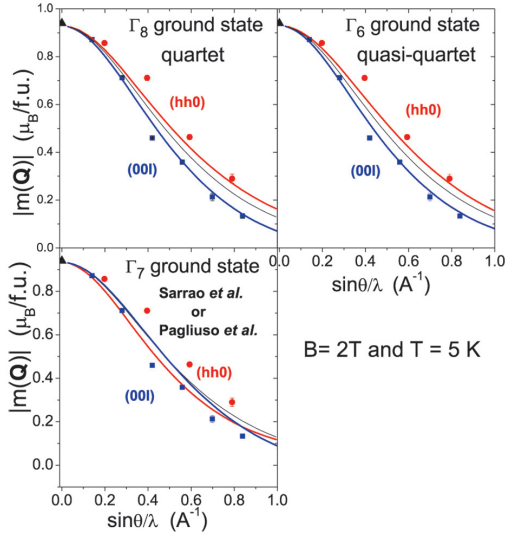 Γ8 ground state
quartet
(hh0)
(00l)
|m(Q)| (μB/f.u.)
1.0
0.8
0.6
0.4
0.2
0.0
Γ6 ground state
quasi-quartet
(hh0)
(00l)
0.0 0.2 0.4 0.6 0.8 1.0
sinθ/λ (A⁻¹)
Γ7 ground state
Sarrao et al.
or
Pagliuso et al.
(hh0)
(00l)
|m(Q)| (μB/f.u.)
0.8
0.6
0.4
0.2
0.0
0.0 0.2 0.4 0.6 0.8 1.0
sinθ/λ (A⁻¹)
B= 2T and T = 5 K